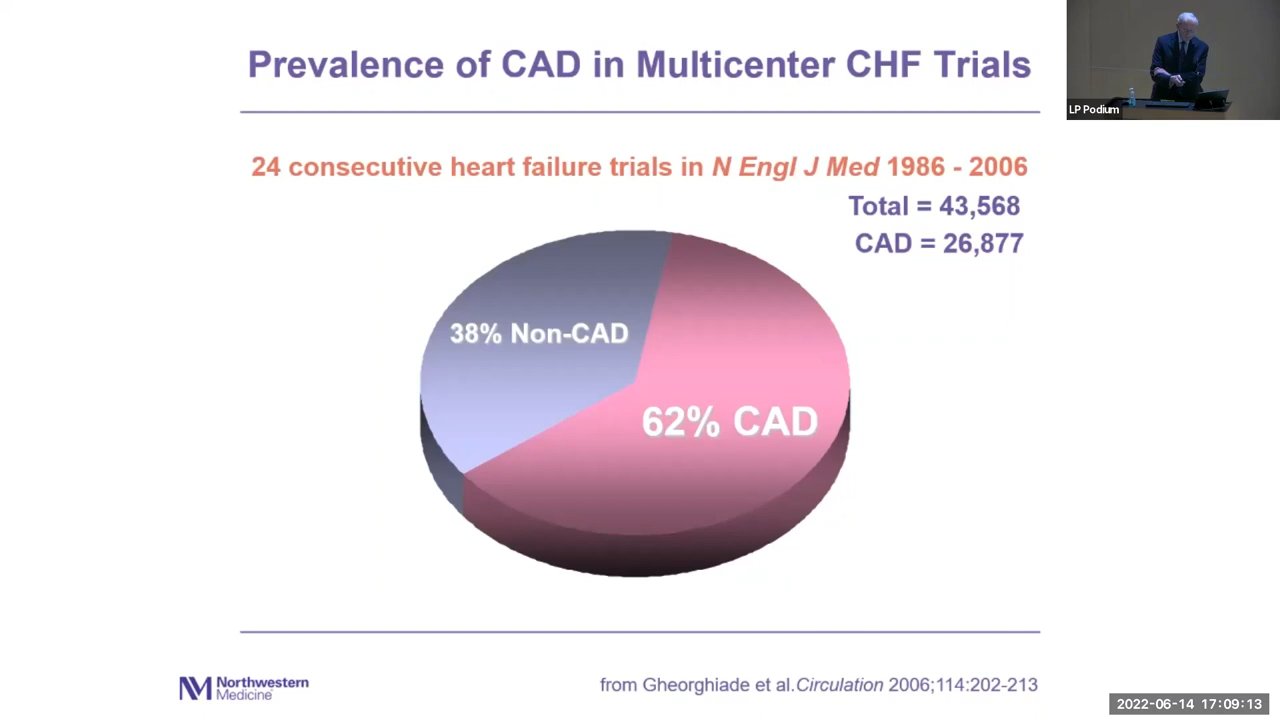 Prevalence of CAD in Multicenter CHF Trials
LP Podium
24 consecutive heart failure trials in N Engl J Med 1986 - 2006
Total = 43,568
CAD = 26,877
38% Non-CAD
62% CAD
NM Northwestern
Medicine
from Gheorghiade et al.Circulation 2006;114:202-213
2022-06-14 17:09:13